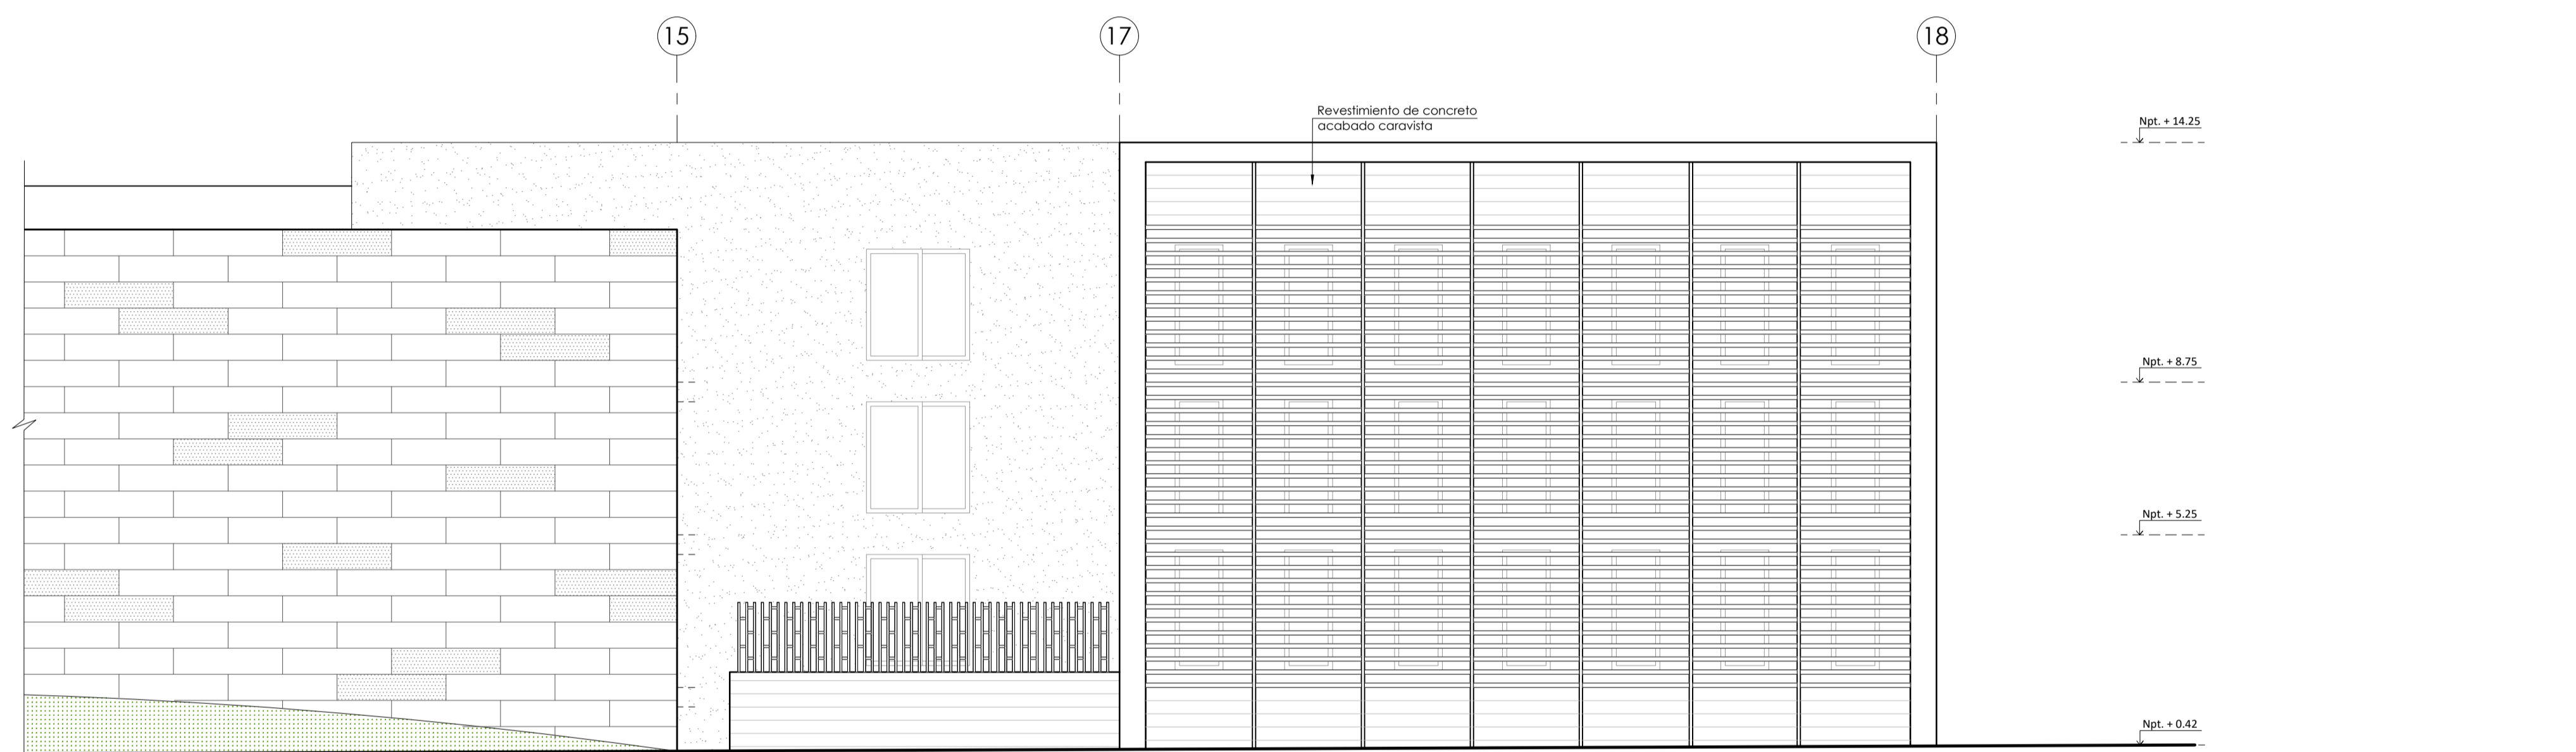 15
17
18
Revestimiento de concreto
acabado caravista
Npt. + 14.25
Npt. + 8.75
Npt. + 5.25
Npt. + 0.42